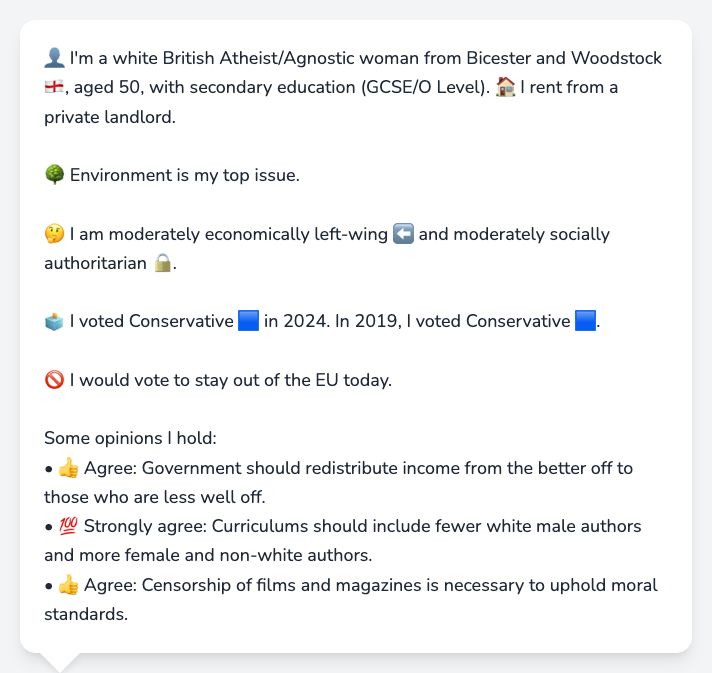 👤 I'm a white British Atheist/Agnostic woman from Bicester and Woodstock
🏴󠁧󠁢󠁥󠁮󠁧󠁿, aged 50, with secondary education (GCSE/O Level). 🏠 I rent from a
private landlord.
🌳 Environment is my top issue.
🤔 I am moderately economically left-wing ⬅️ and moderately socially
authoritarian 🔒.
🗳️ I voted Conservative 🟦 in 2024. In 2019, I voted Conservative 🟦.
🚫 I would vote to stay out of the EU today.
Some opinions I hold:
• 👍 Agree: Government should redistribute income from the better off to
those who are less well off.
• 💯 Strongly agree: Curriculums should include fewer white male authors
and more female and non-white authors.
• 👍 Agree: Censorship of films and magazines is necessary to uphold moral
standards.